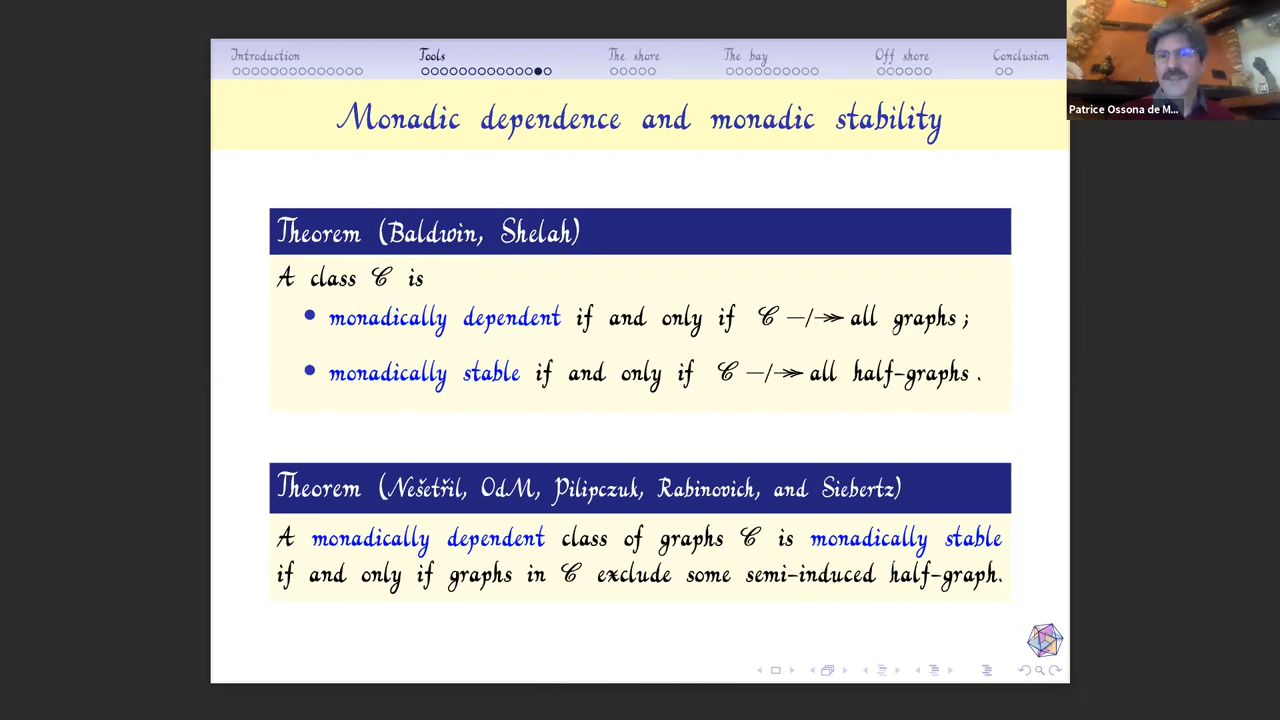 Introduction Tools The shore The bay Off shore Conclusion
Patrice Ossona de M...
Monadic dependence and monadic stability
Theorem (Baldwin, Shelah)
A class 𝒞 is
• monadically dependent if and only if 𝒞 —/↠ all graphs ;
• monadically stable if and only if 𝒞 —/↠ all half-graphs .
Theorem (Nešetřil, OdM, Pilipczuk, Rabinovich, and Siebertz)
A monadically dependent class of graphs 𝒞 is monadically stable
if and only if graphs in 𝒞 exclude some semi-induced half-graph.